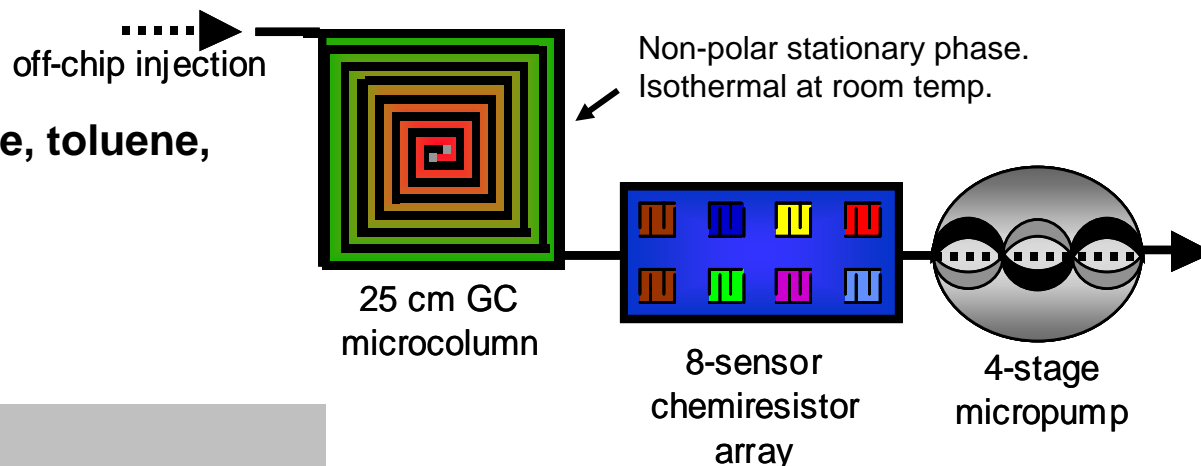 off-chip injection
Non-polar stationary phase.
Isothermal at room temp.
e, toluene,
25 cm GC
microcolumn
8-sensor
chemiresistor
array
4-stage
micropump